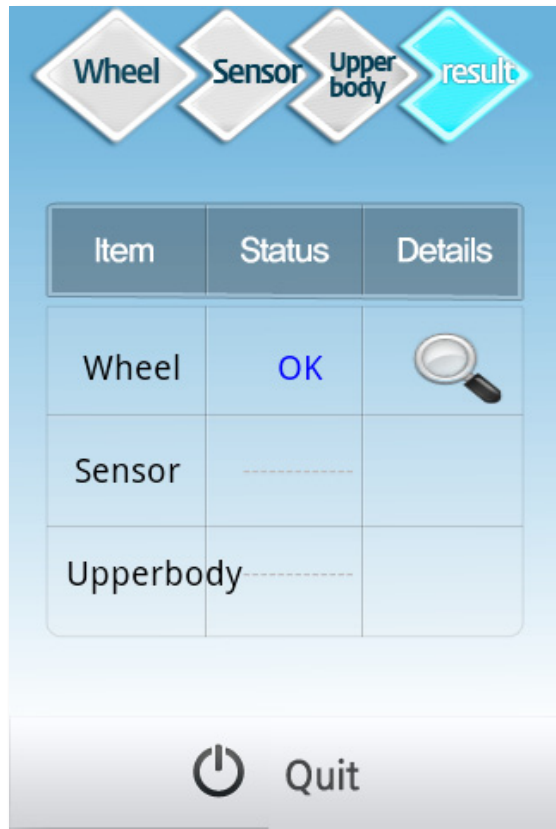 Wheel Sensor Upper body result
Item Status Details
Wheel OK
Sensor ------------
Upperbody ------------
Quit